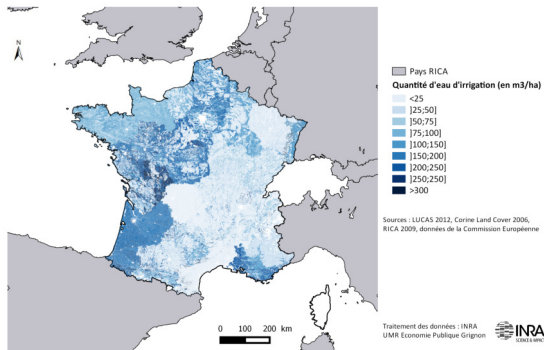 N
Pays RICA
Quantité d'eau d'irrigation (en m3/ha)
<25
]25;50]
]50;75]
]75;100]
]100;150]
]150;200]
]200;250]
]250;250]
>300
Sources : LUCAS 2012, Corine Land Cover 2006,
RICA 2009, données de la Commission Européenne
0 100 200 km
Traitement des données : INRA
UMR Economie Publique Grignon
INRA
SCIENCE & IMPACT